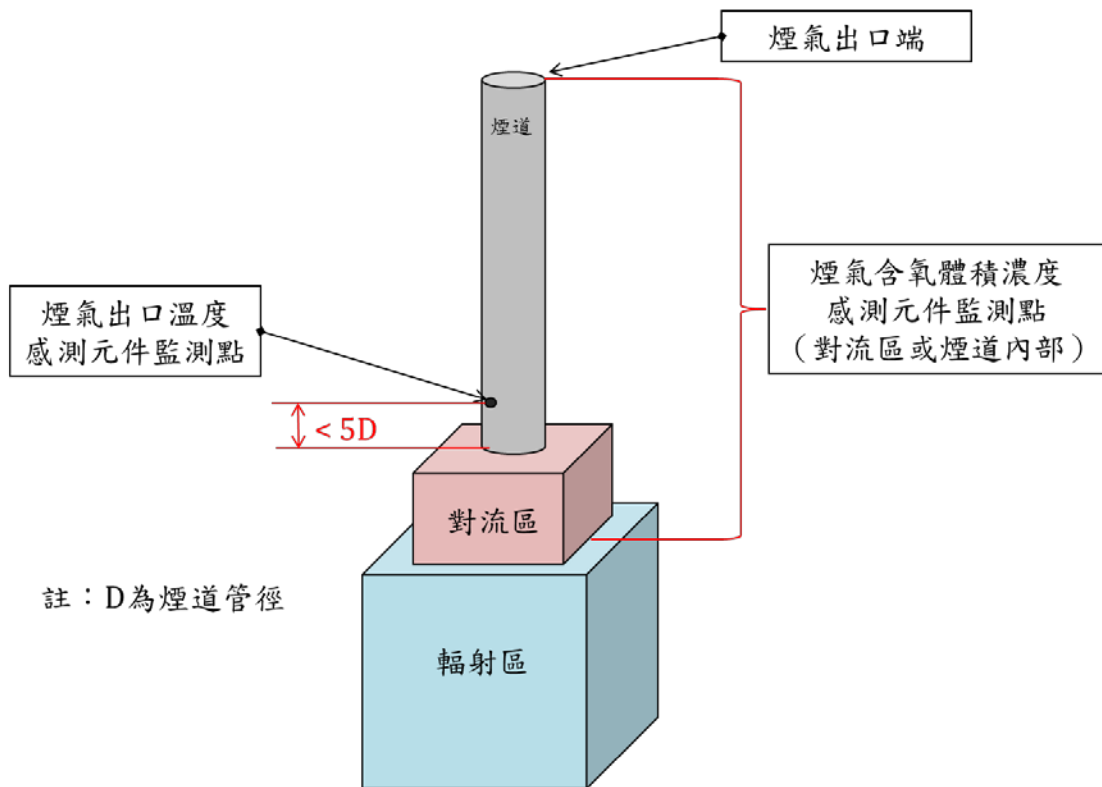 煙氣出口端
煙道
煙氣出口溫度
感測元件監測點
煙氣含氧體積濃度
感測元件監測點
（對流區或煙道內部）
< 5D
對流區
註：D為煙道管徑
輻射區